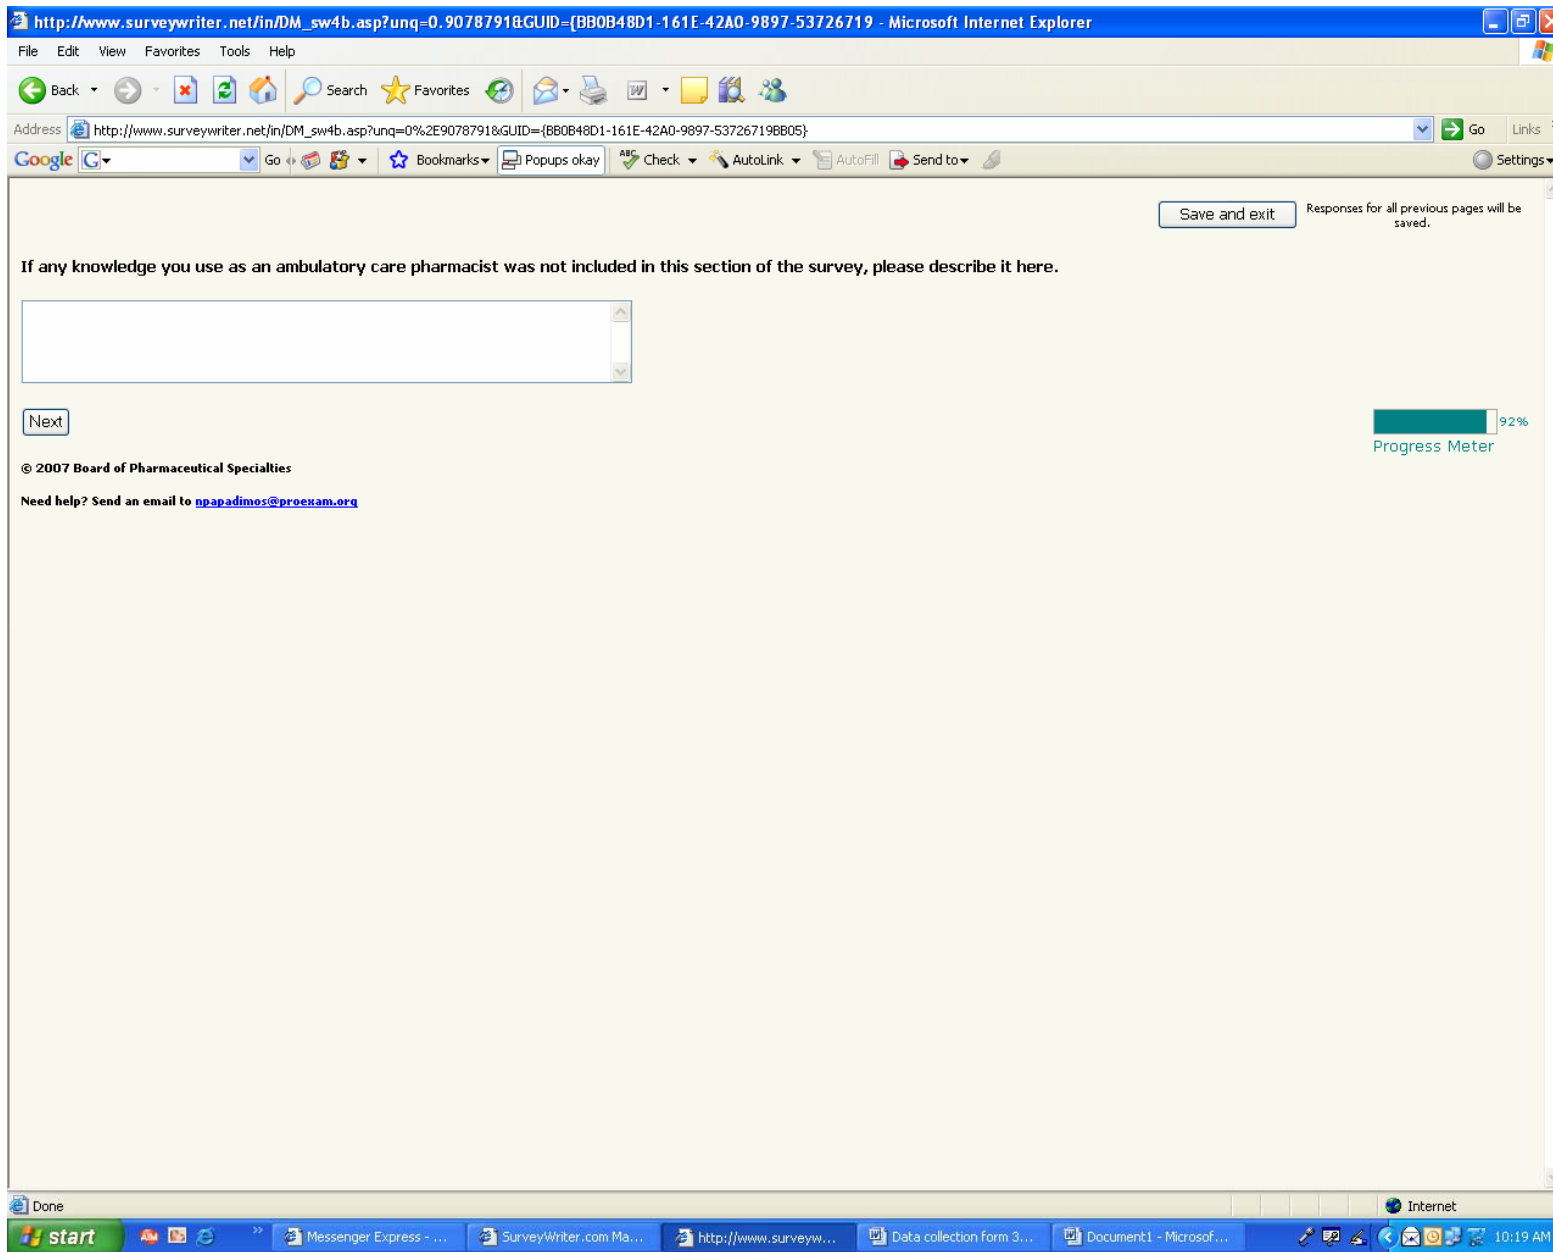 http://www.surveywriter.net/in/DM_sw4b.asp?unq=0.9078791&GUID={BB0B48D1-161E-42A0-9897-53726719 - Microsoft Internet Explorer
File Edit View Favorites Tools Help
Back Search Favorites
Address http://www.surveywriter.net/in/DM_sw4b.asp?unq=0%2E9078791&GUID={BB0B48D1-161E-42A0-9897-53726719BB05} Go Links
Google G Go Bookmarks Popups okay ABC Check AutoLink AutoFill Send to Settings
Save and exit Responses for all previous pages will be
saved.
If any knowledge you use as an ambulatory care pharmacist was not included in this section of the survey, please describe it here.
Next 92%
Progress Meter
© 2007 Board of Pharmaceutical Specialties
Need help? Send an email to npapadimos@proexam.org
Done Internet
start Messenger Express - ... SurveyWriter.com Ma... http://www.surveyw... Data collection form 3... Document1 - Microsof... 10:19 AM